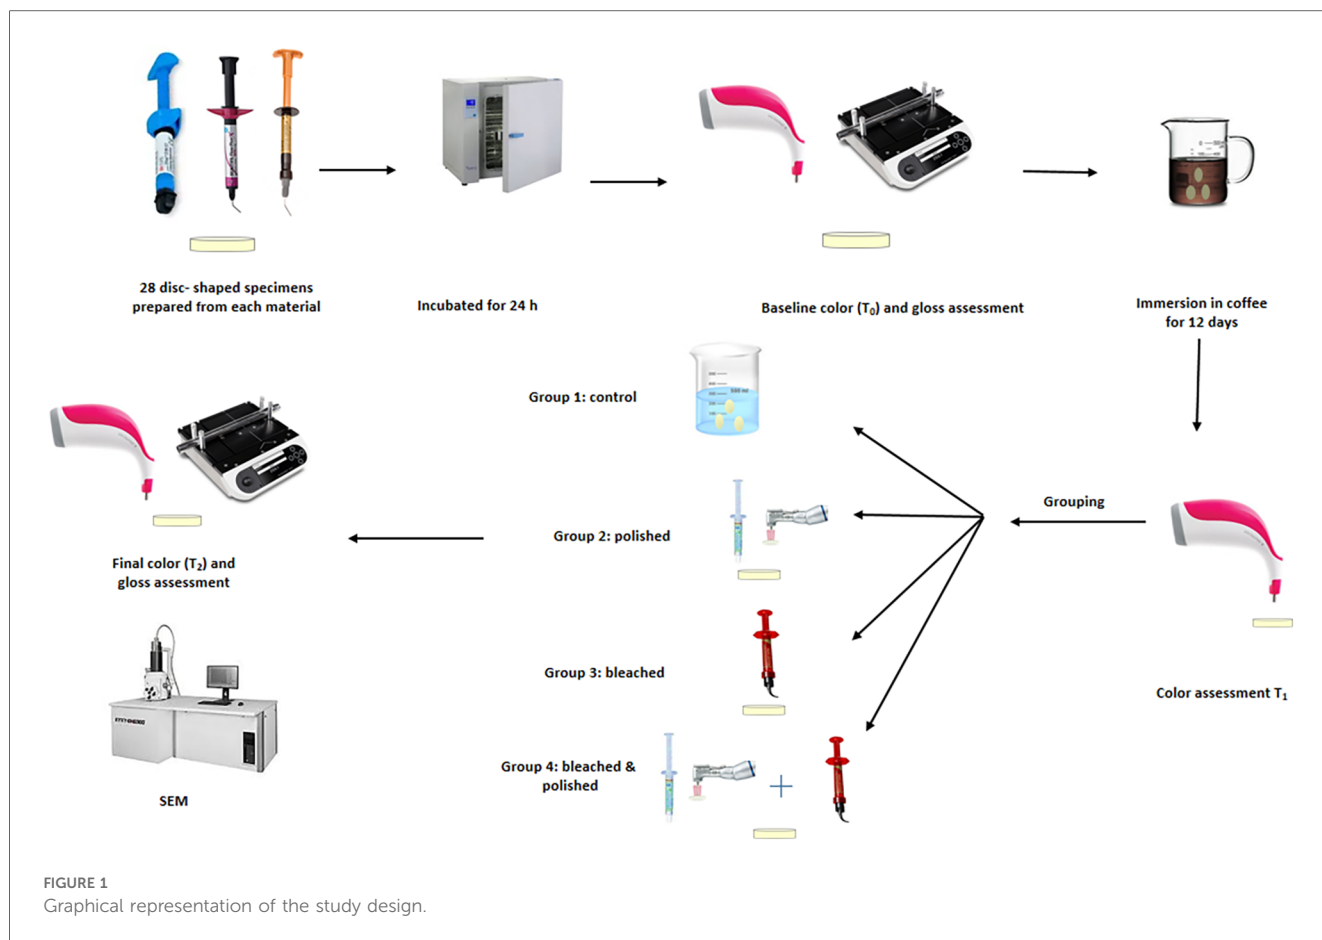 28 disc- shaped specimens
prepared from each material
Incubated for 24 h
Baseline color (T0) and gloss assessment
Immersion in coffee
for 12 days
Group 1: control
Grouping
Group 2: polished
Final color (T2) and
gloss assessment
Group 3: bleached
Color assessment T1
Group 4: bleached &
polished
SEM
FIGURE 1
Graphical representation of the study design.